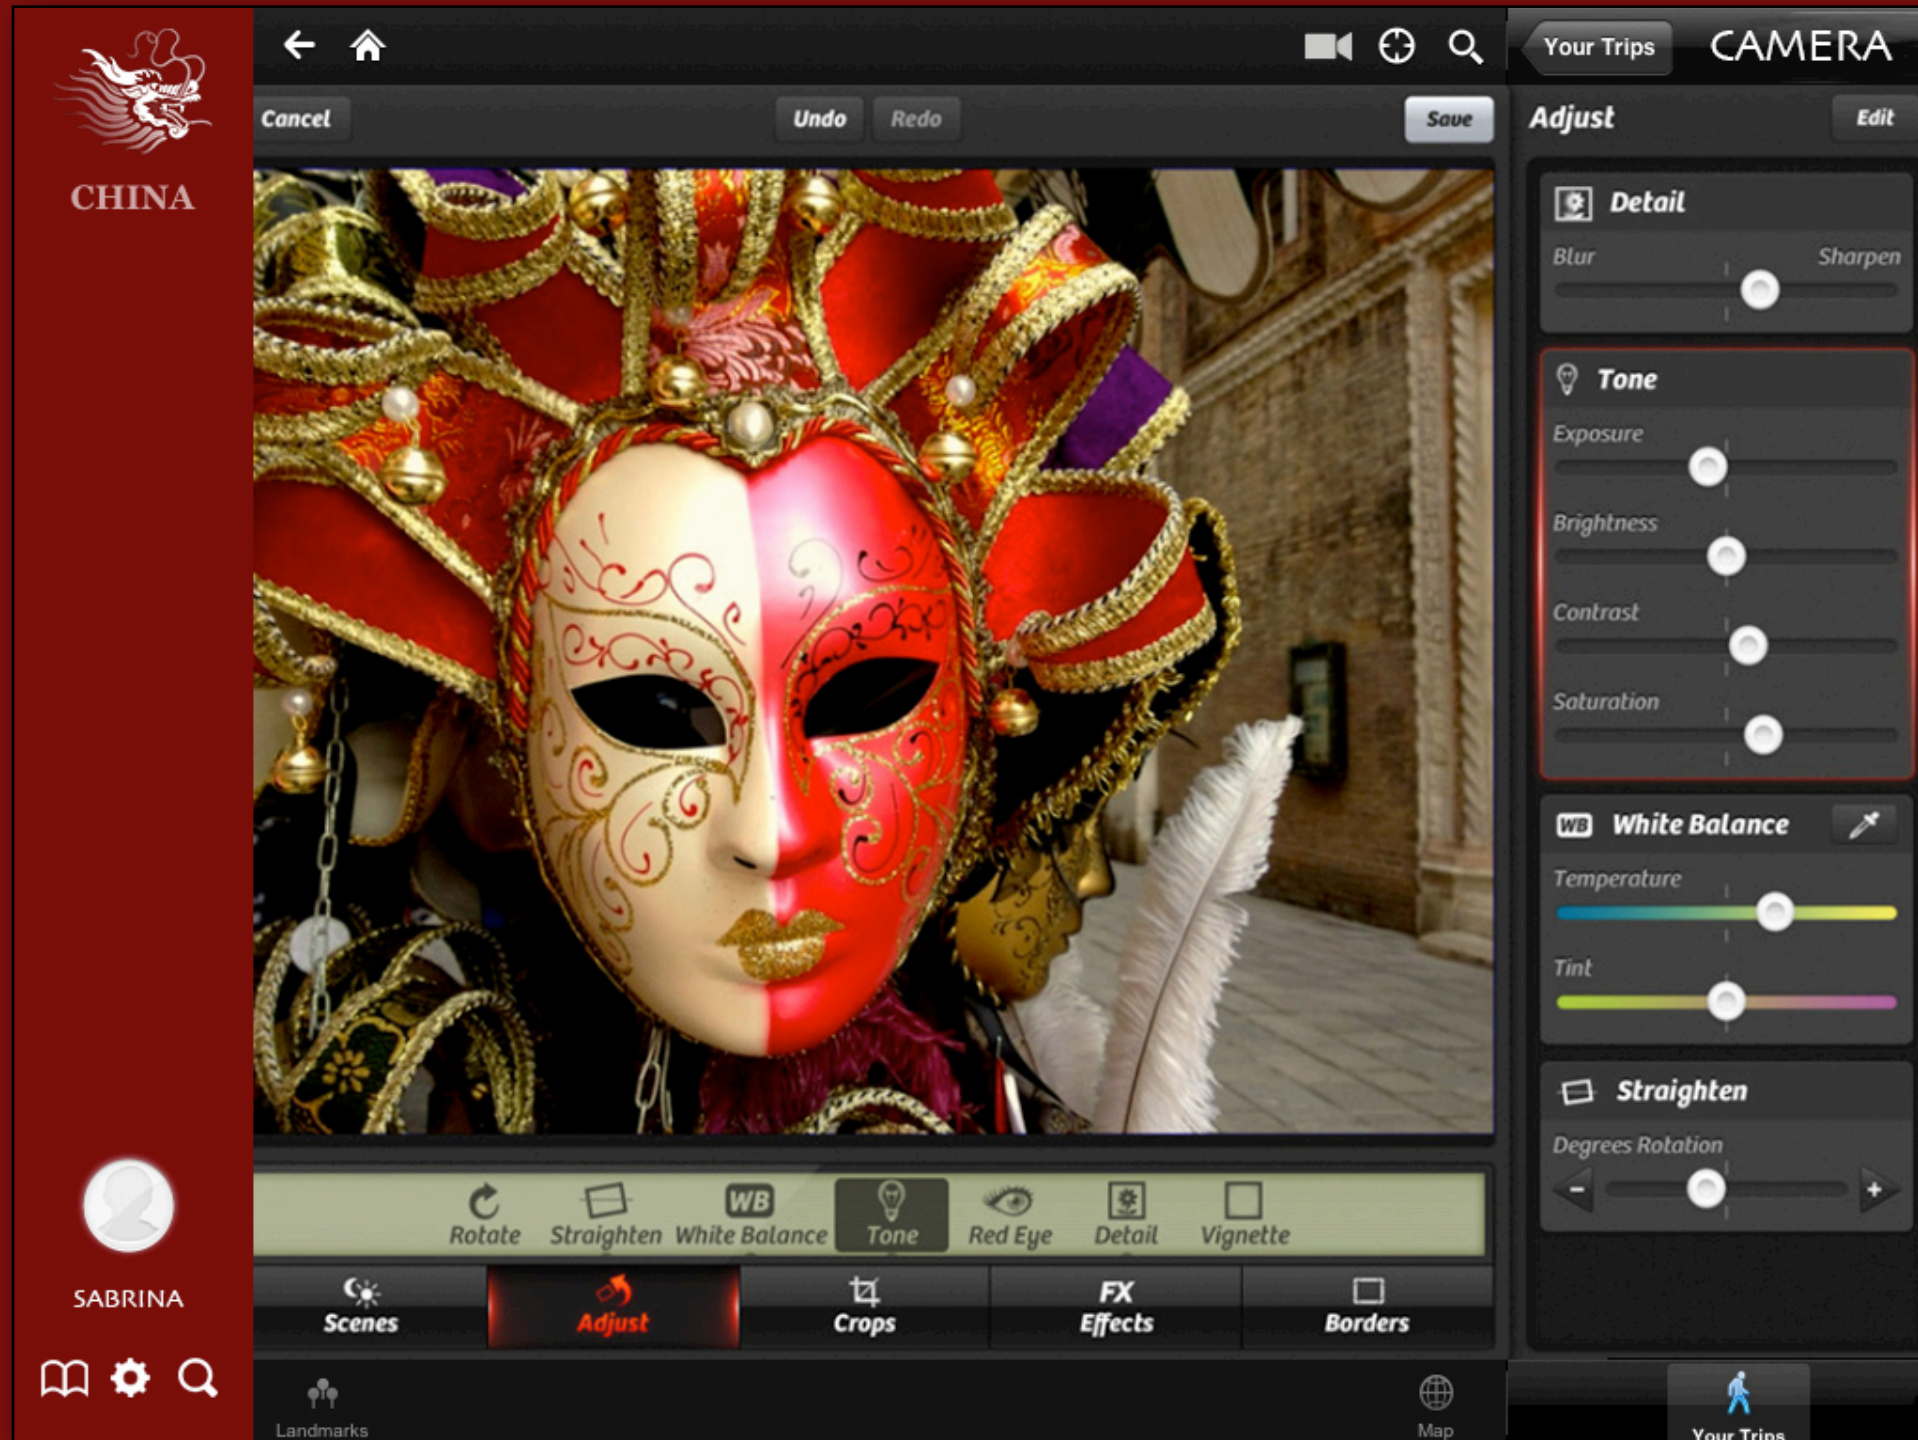 CHINA
SABRINA
Cancel
Undo
Redo
Save
Rotate
Straighten
WB
White Balance
Tone
Red Eye
Detail
Vignette
Scenes
Adjust
Crops
FX
Effects
Borders
Landmarks
Map
Your Trips
CAMERA
Adjust
Edit
Detail
Blur
Sharpen
Tone
Exposure
Brightness
Contrast
Saturation
WB
White Balance
Temperature
Tint
Straighten
Degrees Rotation
Your Trips